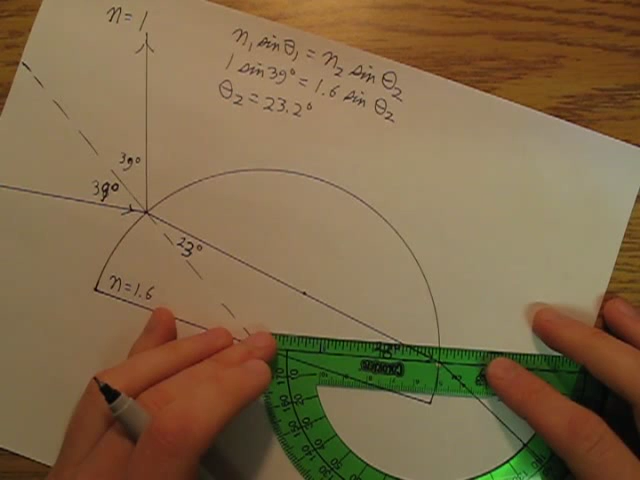 n = 1
n₁ sin θ₁ = n₂ sin θ₂
1 sin 39° = 1.6 sin θ₂
θ₂ = 23.2°
39°
39°
23°
n = 1.6